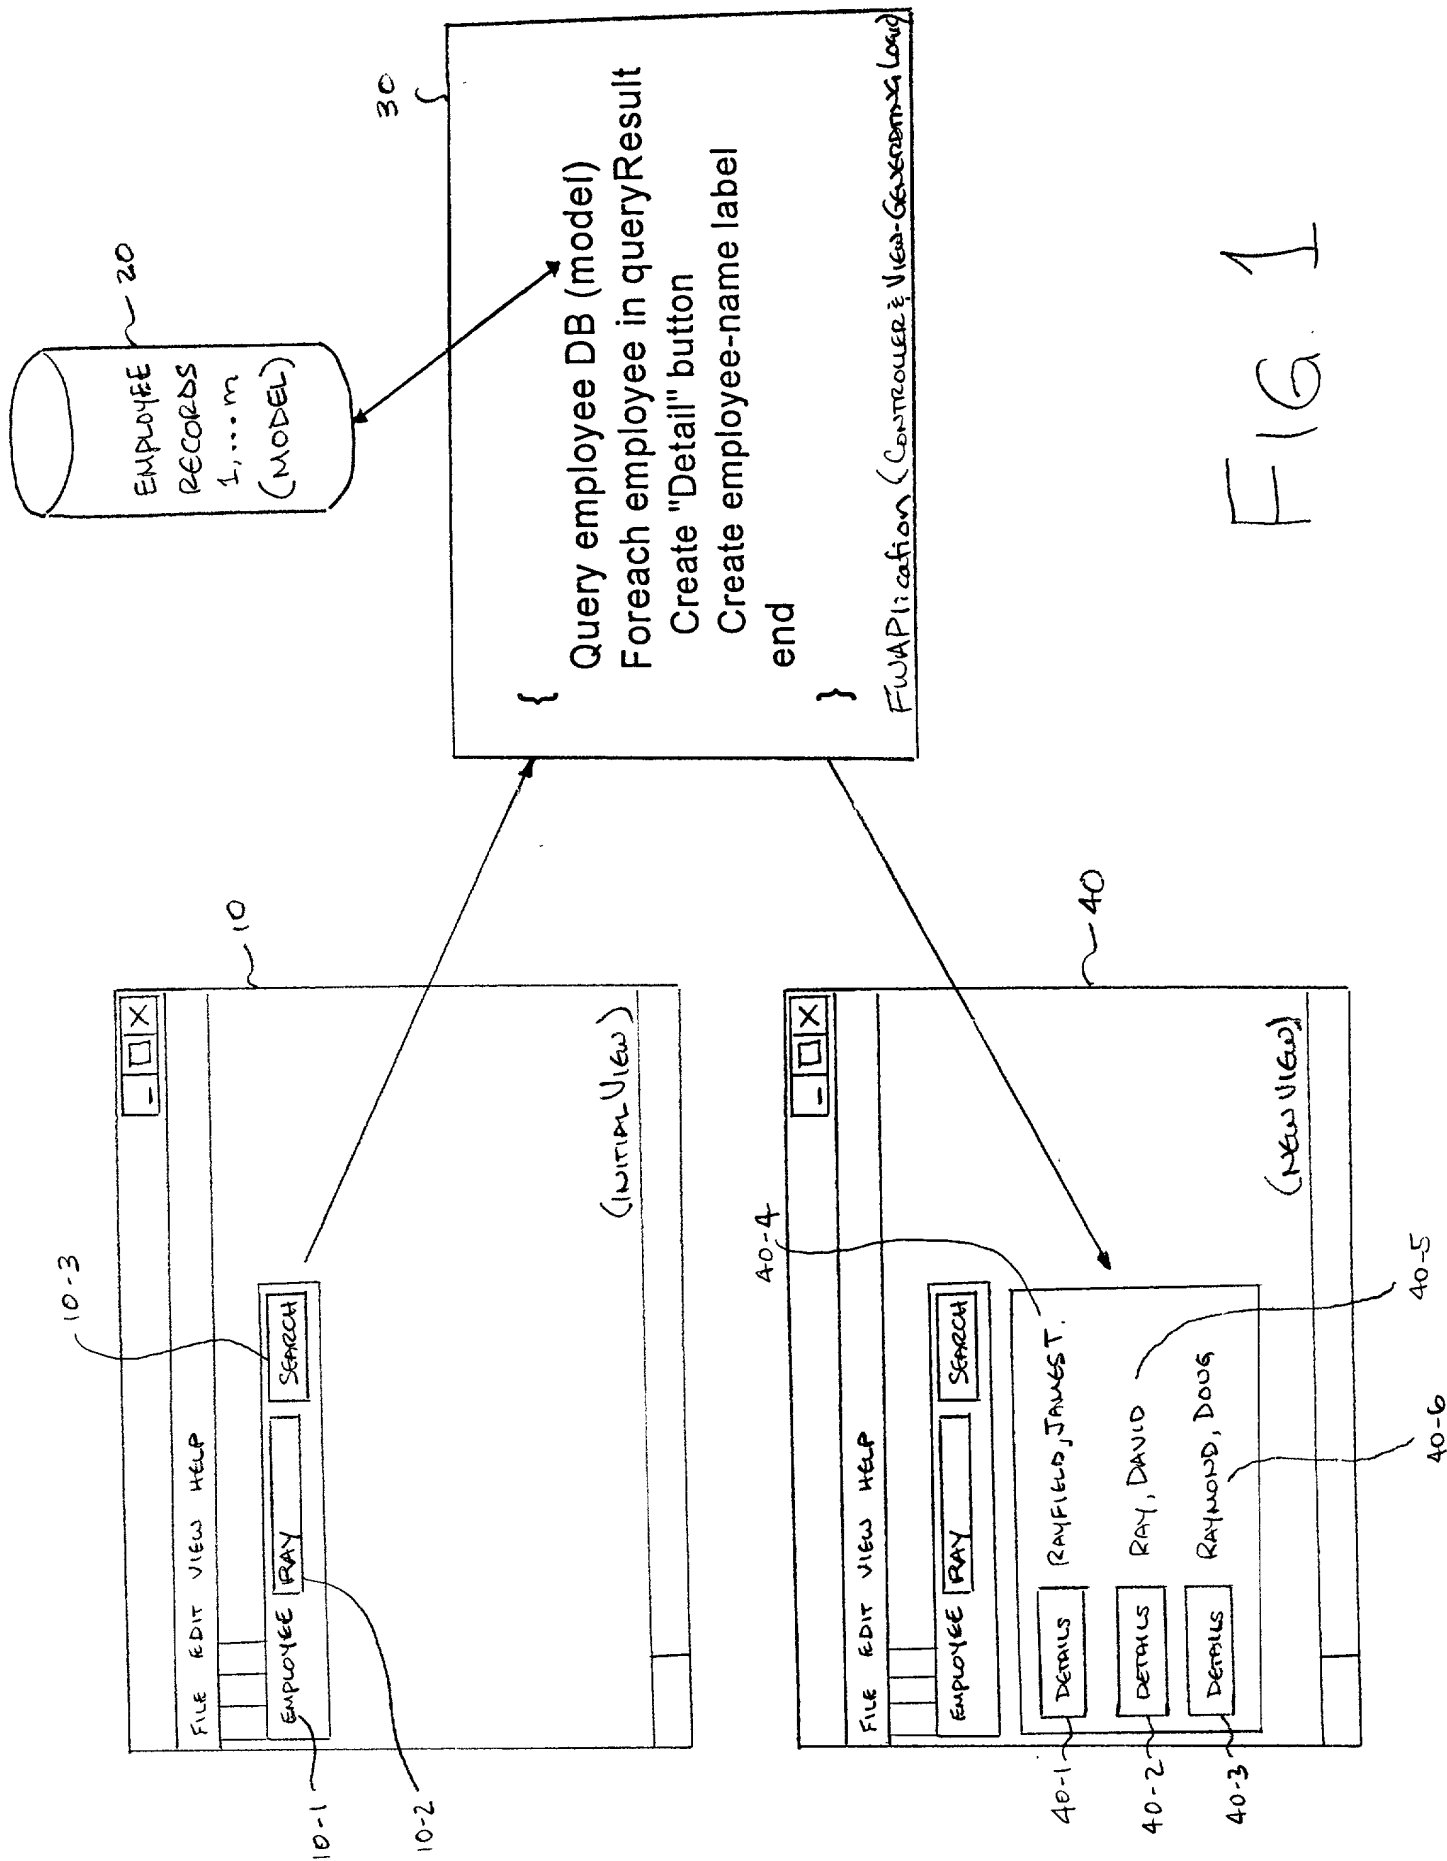 10-3
10
_ □ X
FILE EDIT VIEW HELP
EMPLOYEE RAY SEARCH
(INITIAL VIEW)
10-1
10-2
20
EMPLOYEE
RECORDS
1,....m
(MODEL)
30
{
Query employee DB (model)
Foreach employee in queryResult
Create "Detail" button
Create employee-name label
end
}
FWAPlication (CONTROLLER & VIEW-GENERATING LOGIC)
40-4
40
_ □ X
FILE EDIT VIEW HELP
EMPLOYEE RAY SEARCH
DETAILS RAYFIELD, JAMES T.
DETAILS RAY, DAVID
DETAILS RAYMOND, DOUG
(NEW VIEW)
40-1
40-2
40-3
40-5
40-6
FIG. 1